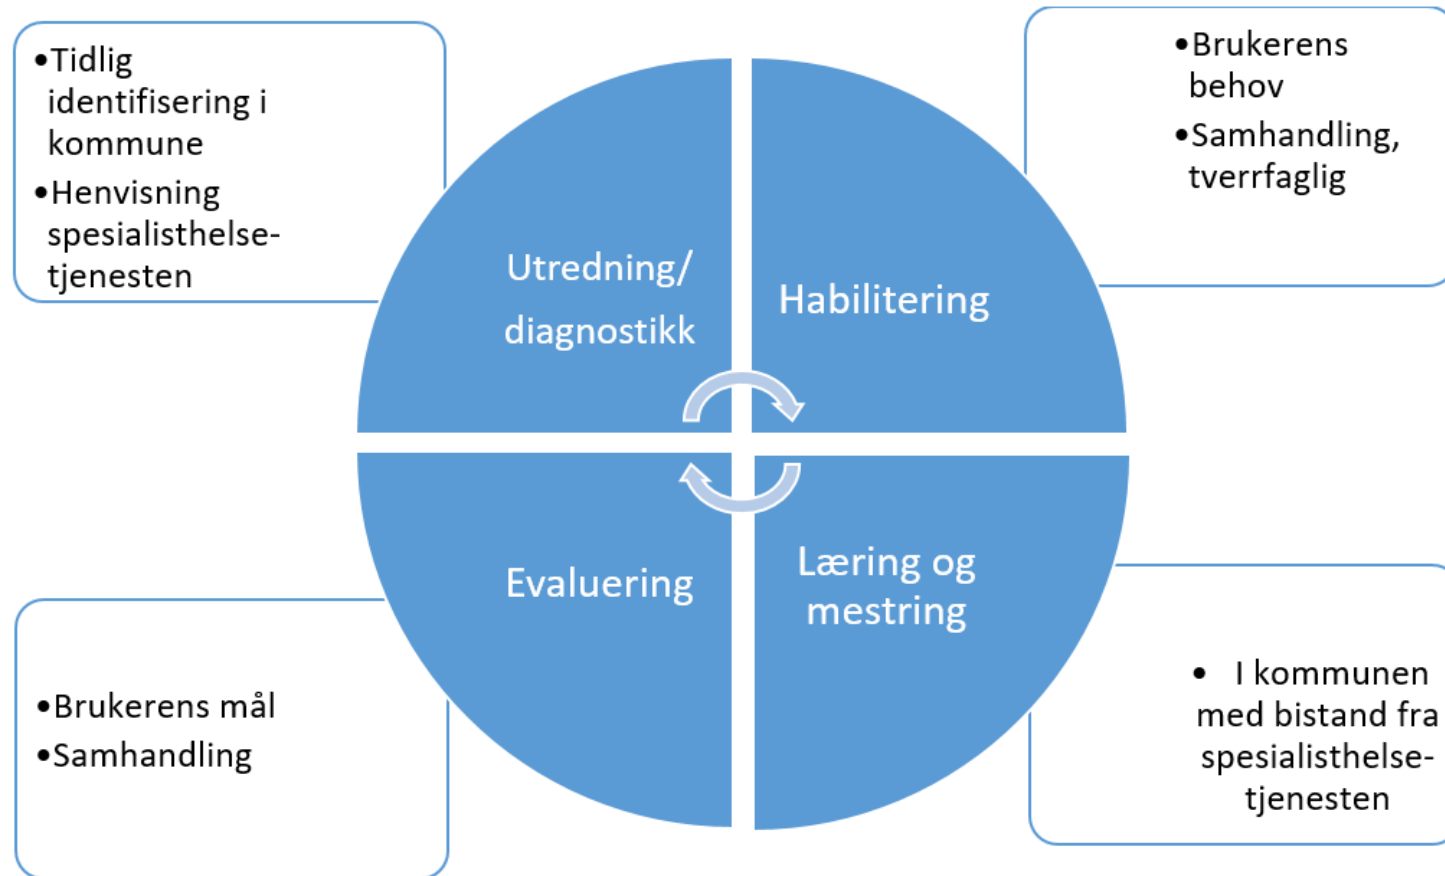 •Tidlig
identifisering i
kommune
•Henvisning
spesialisthelse-
tjenesten
•Brukerens
behov
•Samhandling,
tverrfaglig
Utredning/
diagnostikk
Habilitering
Evaluering
Læring og
mestring
•Brukerens mål
•Samhandling
• I kommunen
med bistand fra
spesialisthelse-
tjenesten